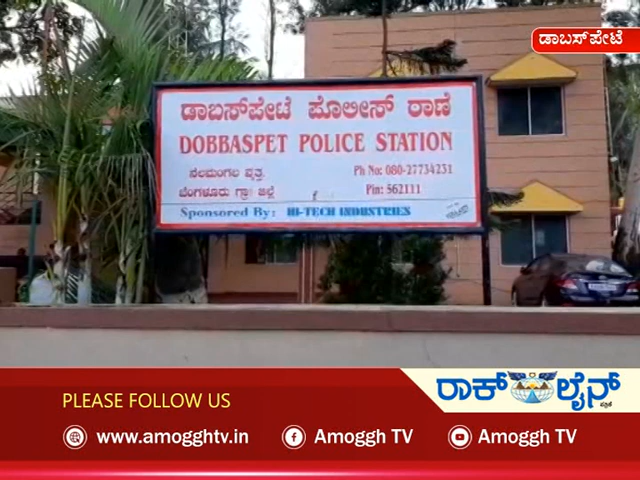 ಡಾಬಸ್‌ಪೇಟೆ
ಡಾಬಸ್‌ಪೇಟೆ ಪೊಲೀಸ್ ಠಾಣೆ
DOBBASPET POLICE STATION
ನೆಲಮಂಗಲ ವೃತ್ತ Ph No: 080-27734231
ಬೆಂಗಳೂರು ಗ್ರಾ ಜಿಲ್ಲೆ Pin: 562111
Sponsored By: HI-TECH INDUSTRIES
ರಾಕ್ ಲೈನ್
ಪತ್ರಿಕೆ
PLEASE FOLLOW US
www.amogghtv.in Amoggh TV Amoggh TV